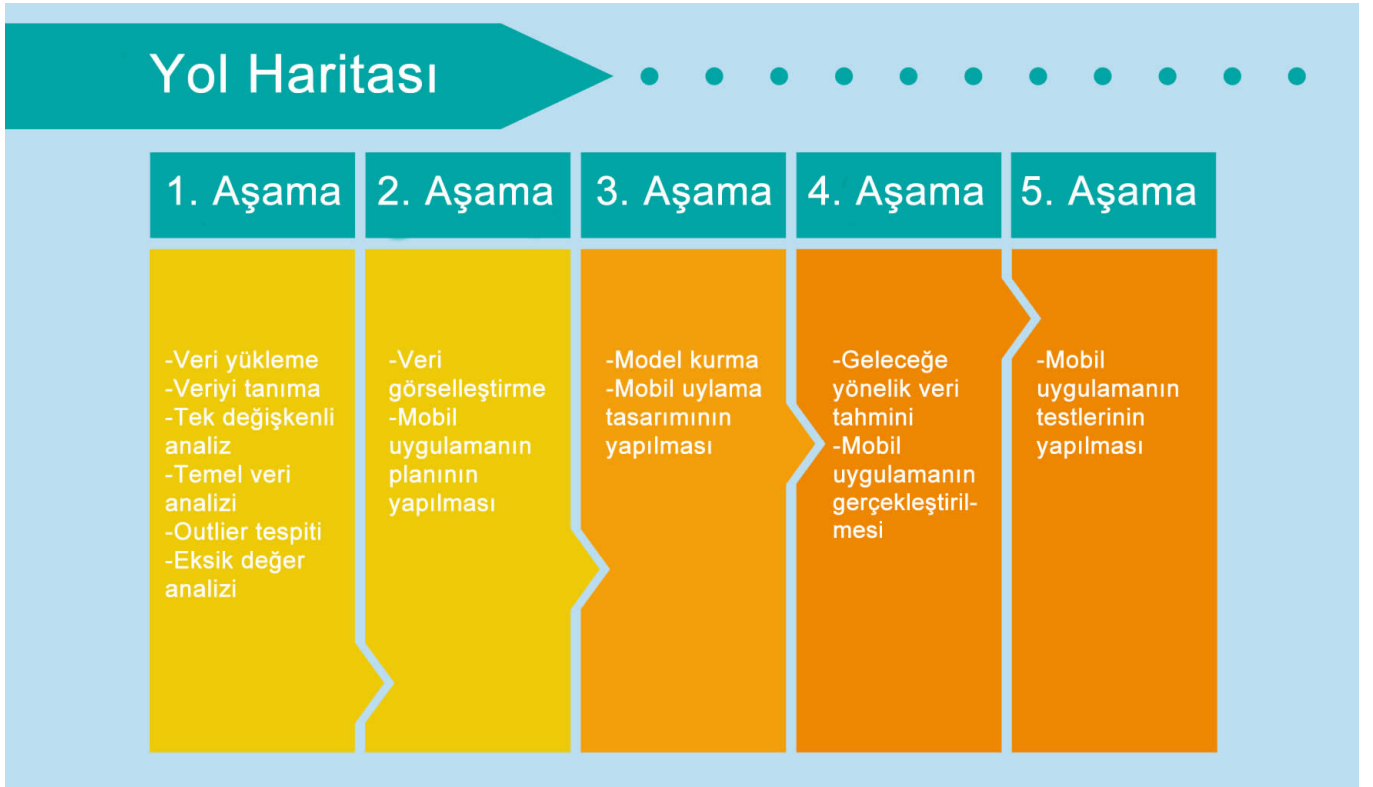 Yol Haritası
1. Aşama
2. Aşama
3. Aşama
4. Aşama
5. Aşama
-Veri yükleme
-Veriyi tanıma
-Tek değişkenli
analiz
-Temel veri
analizi
-Outlier tespiti
-Eksik değer
analizi
-Veri
görselleştirme
-Mobil
uygulamanın
planının
yapılması
-Model kurma
-Mobil uylama
tasarımının
yapılması
-Geleceğe
yönelik veri
tahmini
-Mobil
uygulamanın
gerçekleştiril-
mesi
-Mobil
uygulamanın
testlerinin
yapılması